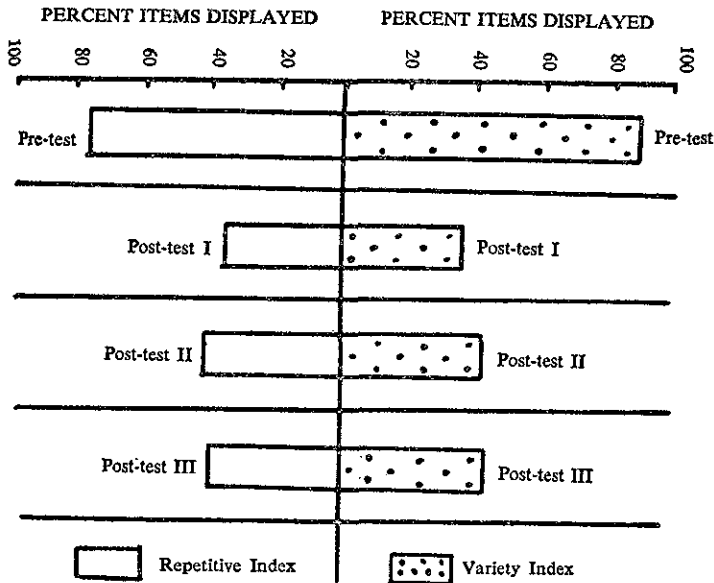 PERCENT ITEMS DISPLAYED PERCENT ITEMS DISPLAYED
100 80 60 40 20 0 20 40 60 80 100
Pre-test Pre-test
Post-test I Post-test I
Post-test II Post-test II
Post-test III Post-test III
Repetitive Index Variety Index